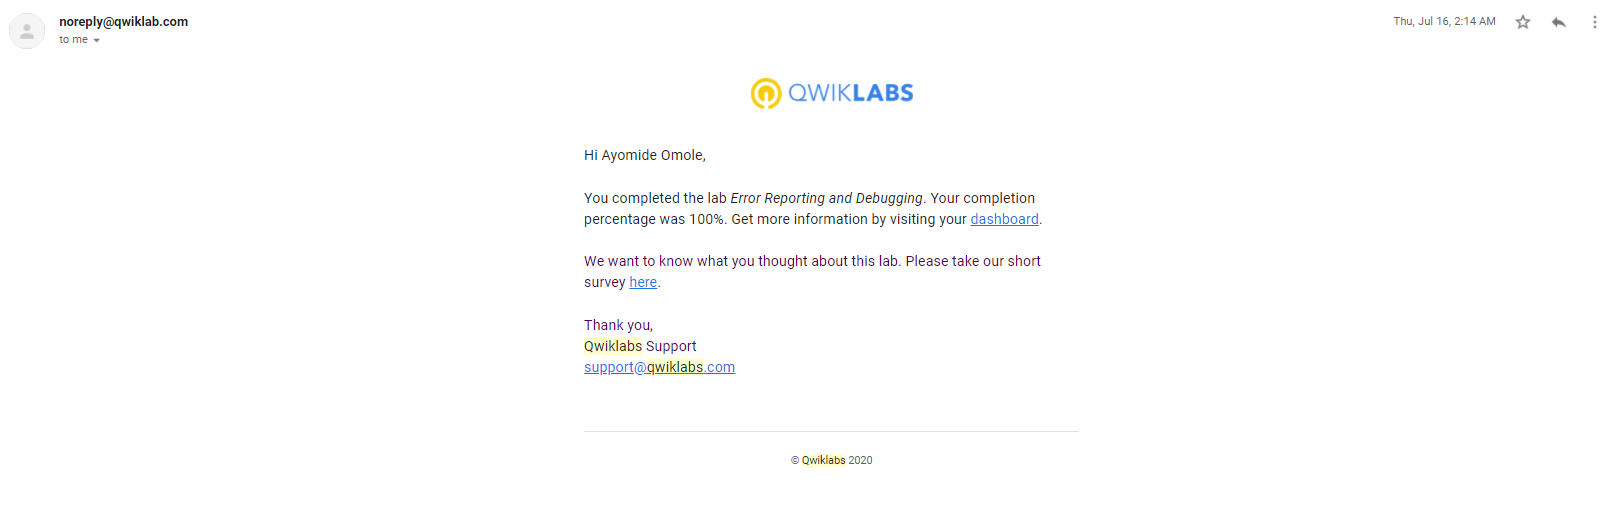 noreply@qwiklab.com
Thu, Jul 16, 2:14 AM
to me
QWIKLABS
Hi Ayomide Omole,
You completed the lab Error Reporting and Debugging. Your completion
percentage was 100%. Get more information by visiting your dashboard.
We want to know what you thought about this lab. Please take our short
survey here.
Thank you,
Qwiklabs Support
support@qwiklabs.com
© Qwiklabs 2020